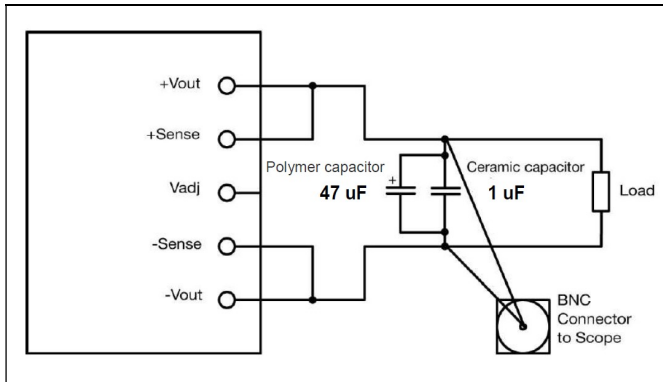 +Vout
+Sense
Vadj
-Sense
-Vout
Polymer capacitor
+
47 uF
Ceramic capacitor
1 uF
Load
BNC
Connector
to Scope